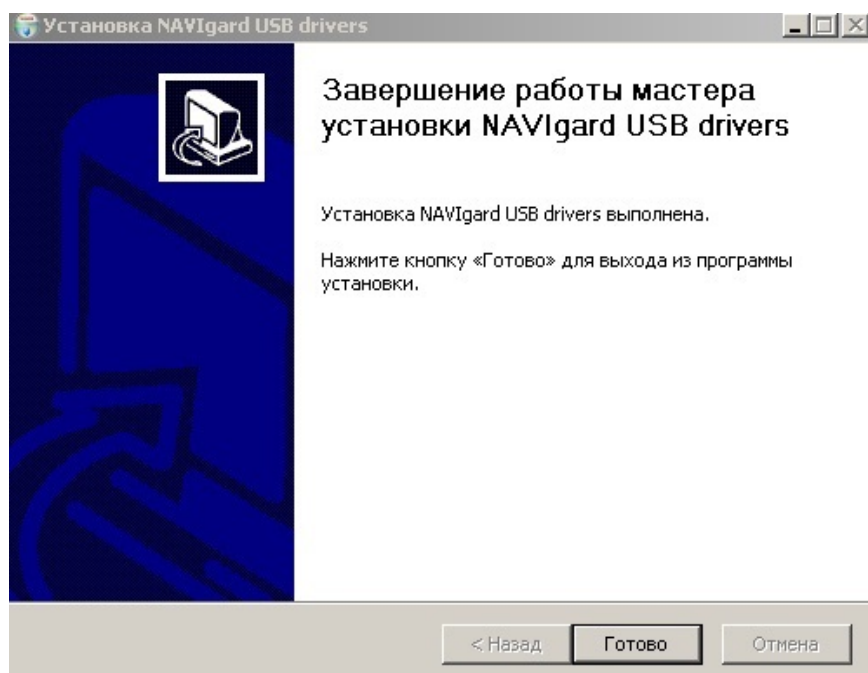 Установка NAVIgard USB drivers
Завершение работы мастера
установки NAVIgard USB drivers
Установка NAVIgard USB drivers выполнена.
Нажмите кнопку «Готово» для выхода из программы
установки.
< Назад
Готово
Отмена